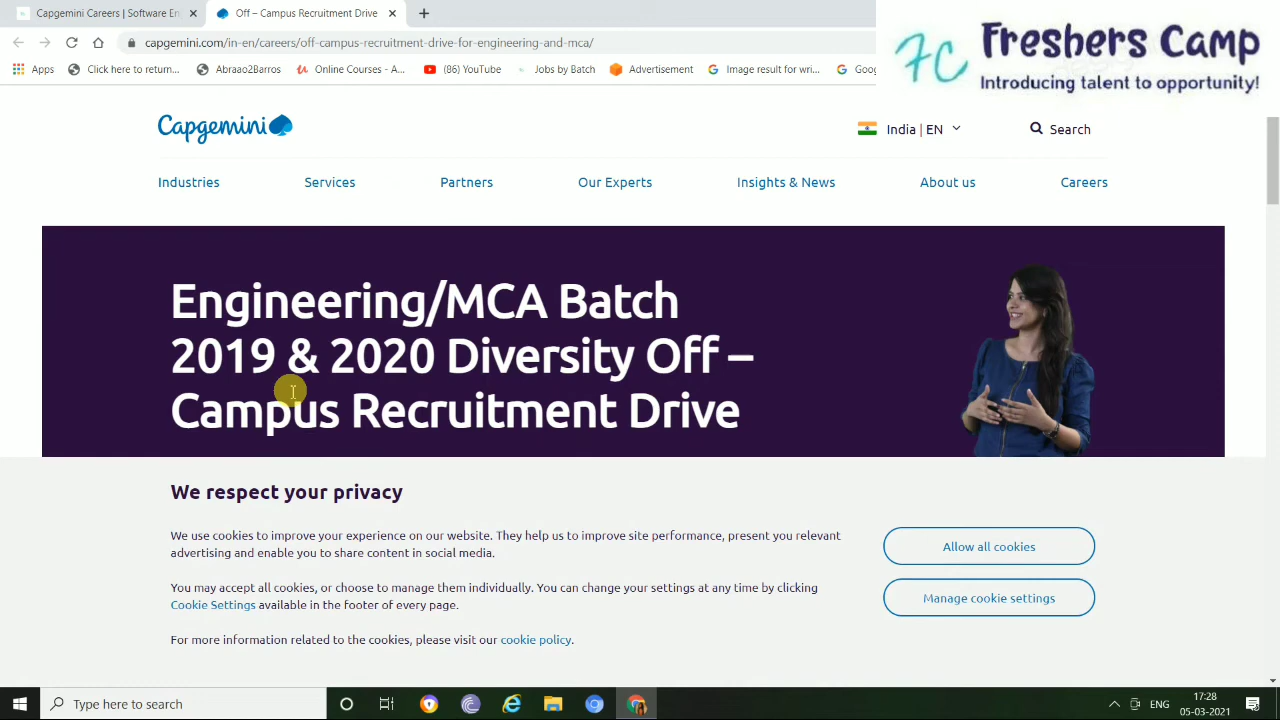 Capgemini Careers | Software En
Off – Campus Recruitment Drive
capgemini.com/in-en/careers/off-campus-recruitment-drive-for-engineering-and-mca/
Apps
Click here to return...
Abraao2Barros
Online Courses - A...
(86) YouTube
Jobs by Batch
Advertisement
Image result for wri...
Goo
FC
Freshers Camp
Introducing talent to opportunity!
Capgemini
India | EN
Search
Industries
Services
Partners
Our Experts
Insights & News
About us
Careers
Engineering/MCA Batch
2019 & 2020 Diversity Off –
Campus Recruitment Drive
We respect your privacy
We use cookies to improve your experience on our website. They help us to improve site performance, present you relevant
advertising and enable you to share content in social media.
You may accept all cookies, or choose to manage them individually. You can change your settings at any time by clicking
Cookie Settings available in the footer of every page.
For more information related to the cookies, please visit our cookie policy.
Allow all cookies
Manage cookie settings
Type here to search
ENG
17:28
05-03-2021